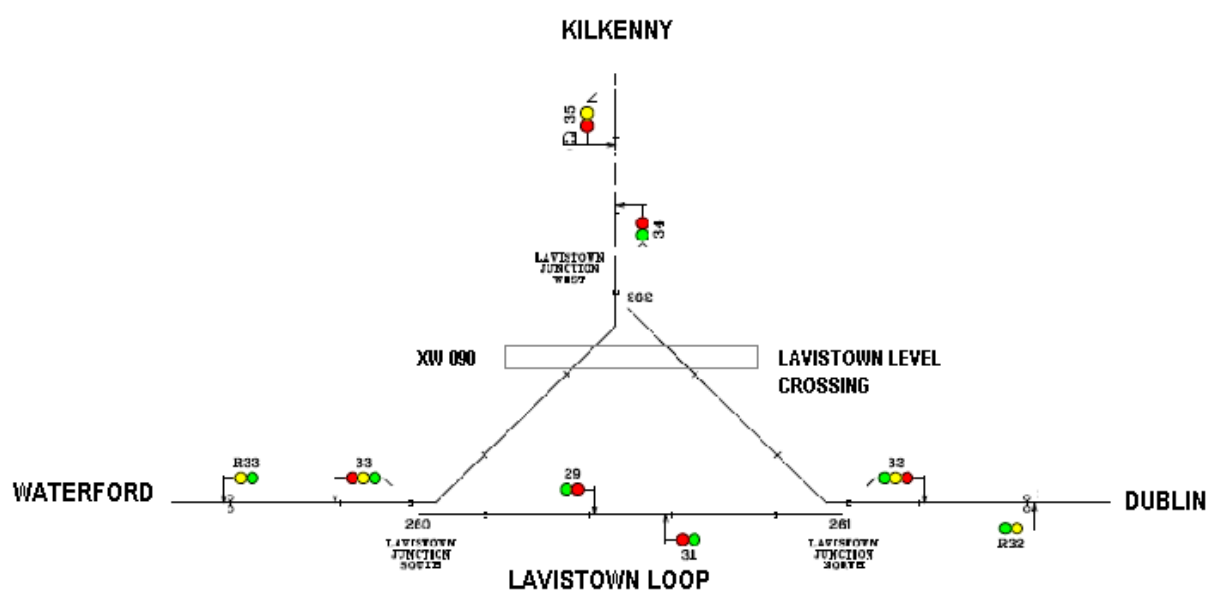 KILKENNY
35
34
LAVISTOWN
JUNCTION
WEST
303
XW 090
LAVISTOWN LEVEL
CROSSING
R33
33
29
32
WATERFORD
DUBLIN
260
261
LAVISTOWN
JUNCTION
SOUTH
31
LAVISTOWN
JUNCTION
NORTH
R32
LAVISTOWN LOOP